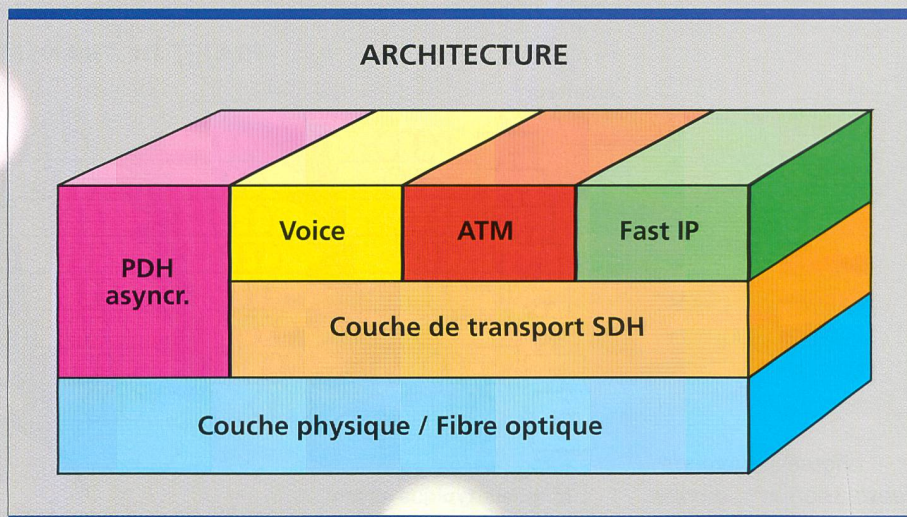 ARCHITECTURE
Voice
ATM
Fast IP
PDH
asyncr.
Couche de transport SDH
Couche physique / Fibre optique